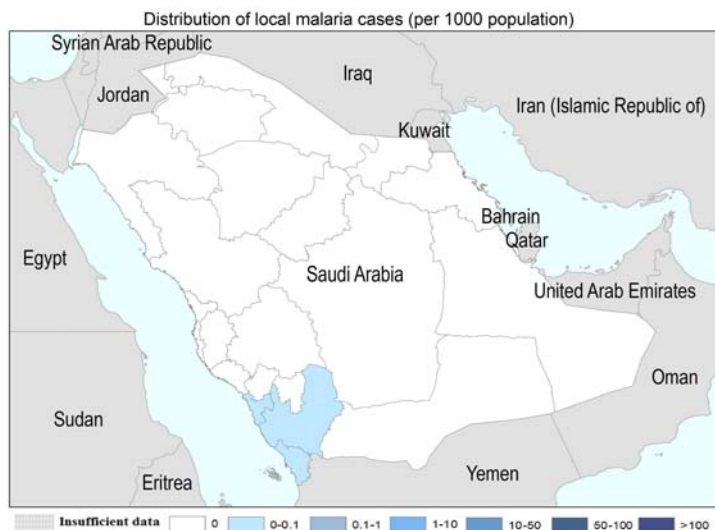 Distribution of local malaria cases (per 1000 population)
Syrian Arab Republic
Iraq
Jordan
Iran (Islamic Republic of)
Kuwait
Bahrain
Qatar
Egypt
Saudi Arabia
United Arab Emirates
Oman
Sudan
Eritrea
Yemen
Insufficient data 0 0-0.1 0.1-1 1-10 10-50 50-100 >100